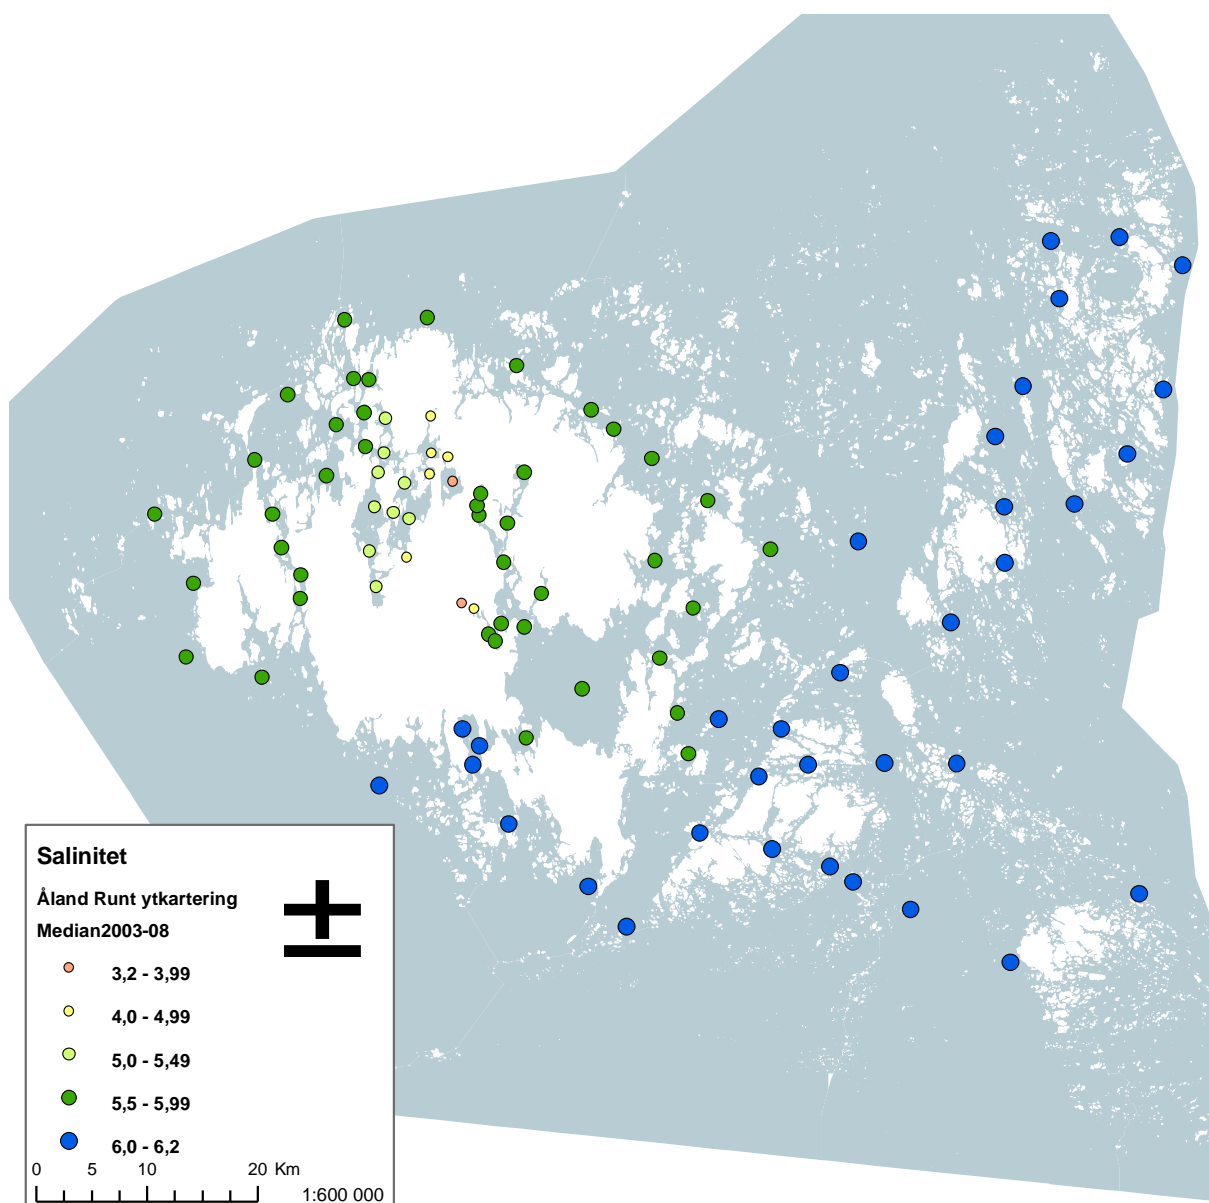 Salinitet
Åland Runt ytkartering
Median2003-08
3,2 - 3,99
4,0 - 4,99
5,0 - 5,49
5,5 - 5,99
6,0 - 6,2
0 5 10 20 Km
1:600 000